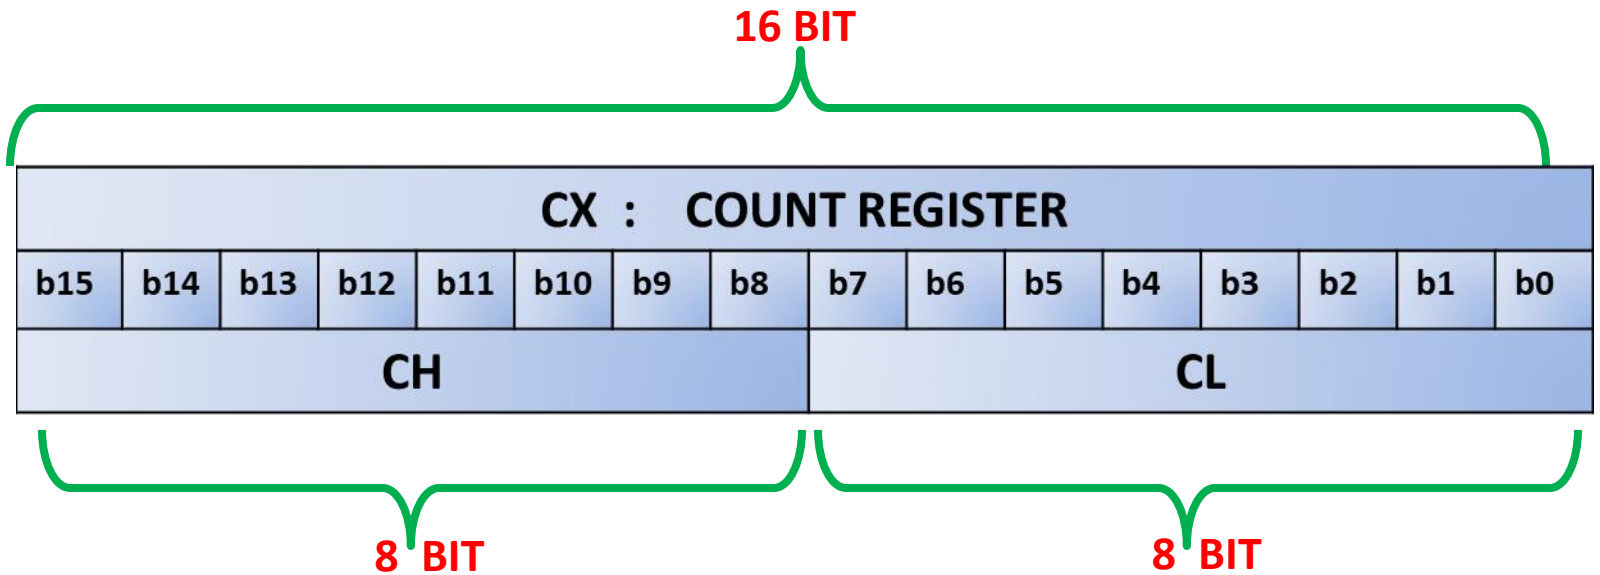 16 BIT
CX : COUNT REGISTER
b15 b14 b13 b12 b11 b10 b9 b8 b7 b6 b5 b4 b3 b2 b1 b0
CH CL
8 BIT 8 BIT